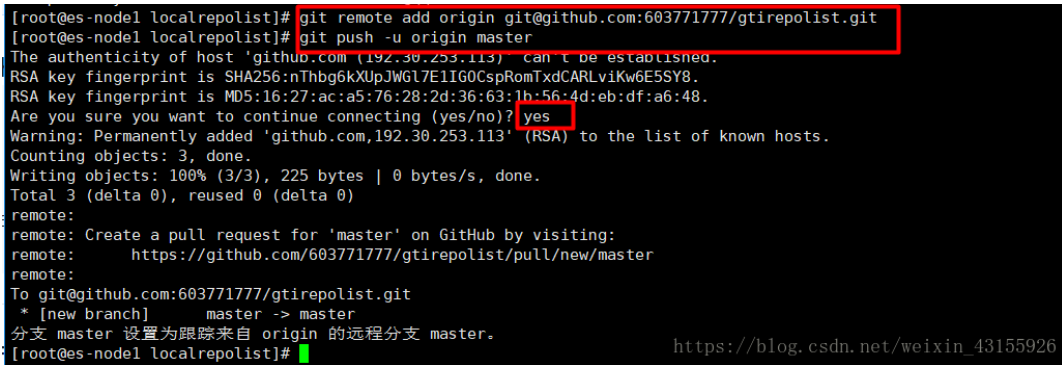 [root@es-node1 localrepolist]# git remote add origin git@github.com:603771777/gtirepolist.git
[root@es-node1 localrepolist]# git push -u origin master
The authenticity of host 'github.com (192.30.253.113)' can't be established.
RSA key fingerprint is SHA256:nThbg6kXUpJWGl7E1IGOCspRomTxdCARLviKw6E5SY8.
RSA key fingerprint is MD5:16:27:ac:a5:76:28:2d:36:63:1b:56:4d:eb:df:a6:48.
Are you sure you want to continue connecting (yes/no)? yes
Warning: Permanently added 'github.com,192.30.253.113' (RSA) to the list of known hosts.
Counting objects: 3, done.
Writing objects: 100% (3/3), 225 bytes | 0 bytes/s, done.
Total 3 (delta 0), reused 0 (delta 0)
remote:
remote: Create a pull request for 'master' on GitHub by visiting:
remote:      https://github.com/603771777/gtirepolist/pull/new/master
remote:
To git@github.com:603771777/gtirepolist.git
 * [new branch]      master -> master
分支 master 设置为跟踪来自 origin 的远程分支 master。
[root@es-node1 localrepolist]#
https://blog.csdn.net/weixin_43155926